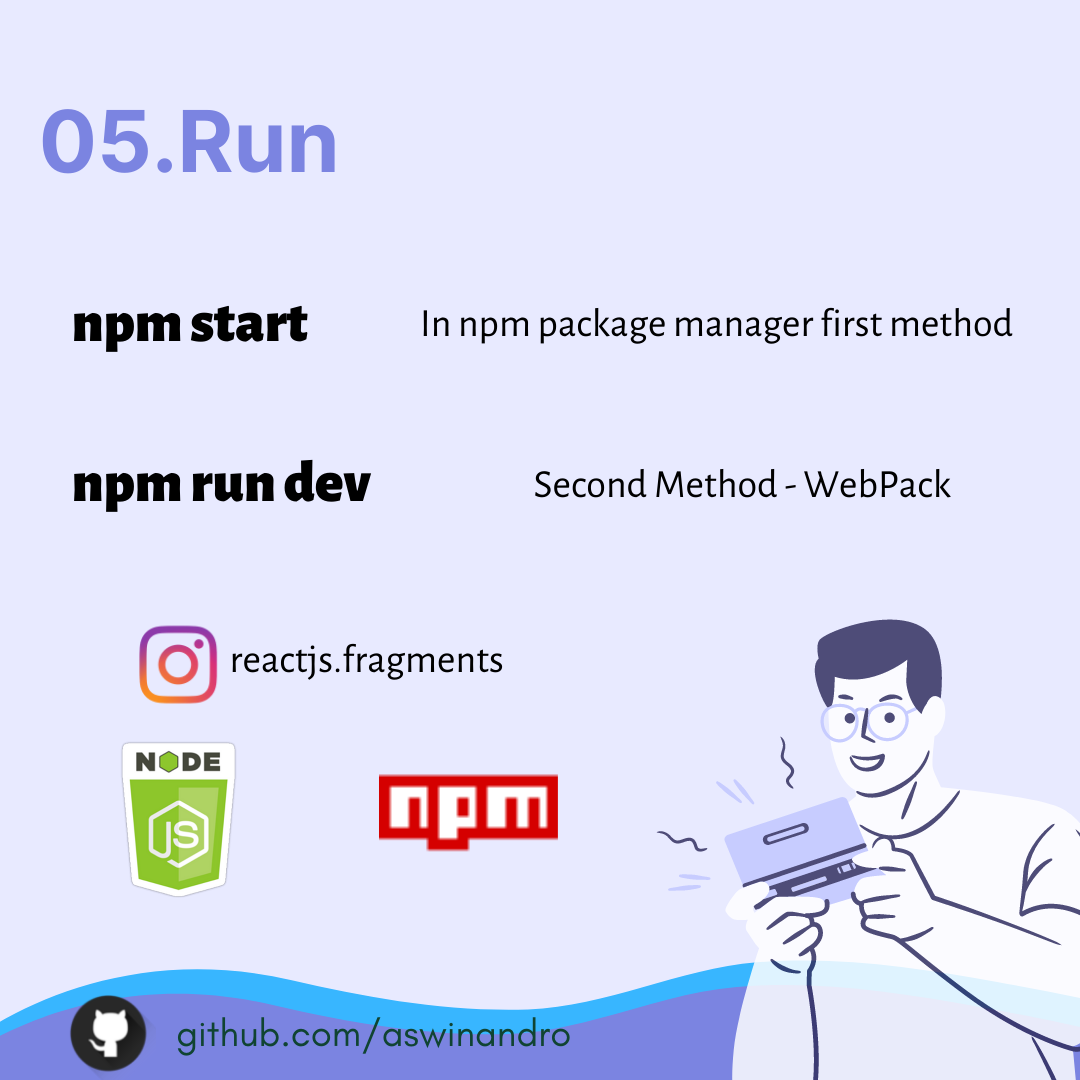 05.Run
npm start In npm package manager first method
npm run dev Second Method - WebPack
reactjs.fragments
NODE
JS
npm
github.com/aswinandro